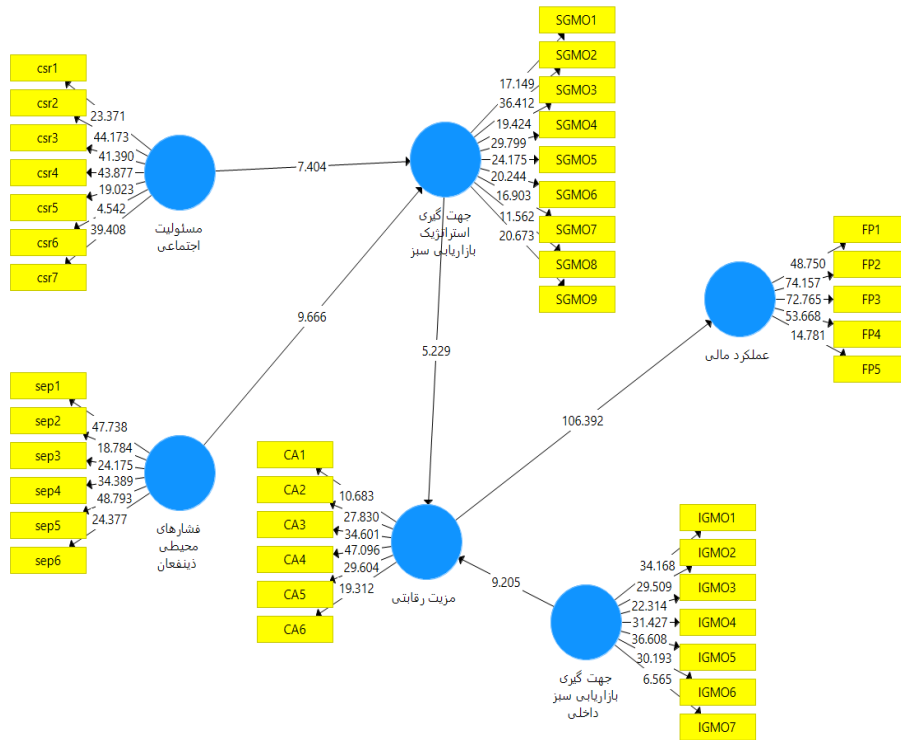 SGMO1
SGMO2
SGMO3
SGMO4
SGMO5
SGMO6
SGMO7
SGMO8
SGMO9
17.149
36.412
19.424
29.799
24.175
20.244
16.903
11.562
20.673
csr1
csr2
csr3
csr4
csr5
csr6
csr7
23.371
44.173
41.390
43.877
19.023
4.542
39.408
مسئولیت
اجتماعی
7.404
جهت گیری
استراتژیک
بازاریابی سبز
9.666
5.229
FP1
FP2
FP3
FP4
FP5
48.750
74.157
72.765
53.668
14.781
عملکرد مالی
106.392
sep1
sep2
sep3
sep4
sep5
sep6
47.738
18.784
24.175
34.389
48.793
24.377
فشارهای
محیطی
ذینفعان
CA1
CA2
CA3
CA4
CA5
CA6
10.683
27.830
34.601
47.096
29.604
19.312
مزیت رقابتی
9.205
IGMO1
IGMO2
IGMO3
IGMO4
IGMO5
IGMO6
IGMO7
34.168
29.509
22.314
31.427
36.608
30.193
6.565
جهت گیری
بازاریابی سبز
داخلی